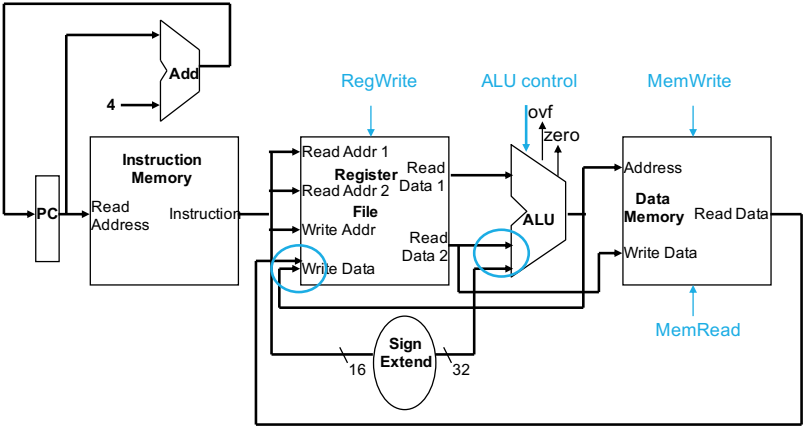 Add
4
RegWrite
ALU control
MemWrite
ovf
zero
PC
Instruction
Memory
Read
Address
Instruction
Read Addr 1
Register
Read Addr 2
File
Write Addr
Write Data
Read
Data 1
Read
Data 2
ALU
Address
Data
Memory
Read Data
Write Data
MemRead
Sign
Extend
16
32